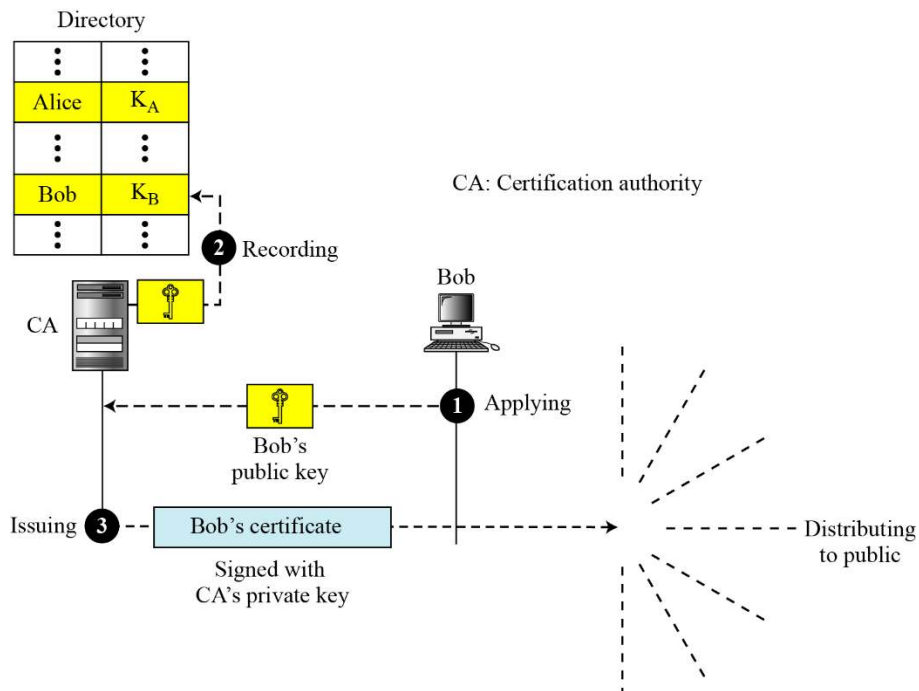 Directory
Alice K_A
Bob K_B
CA: Certification authority
2 Recording
Bob
CA
1 Applying
Bob’s
public key
Issuing 3 Bob’s certificate
Distributing
to public
Signed with
CA’s private key